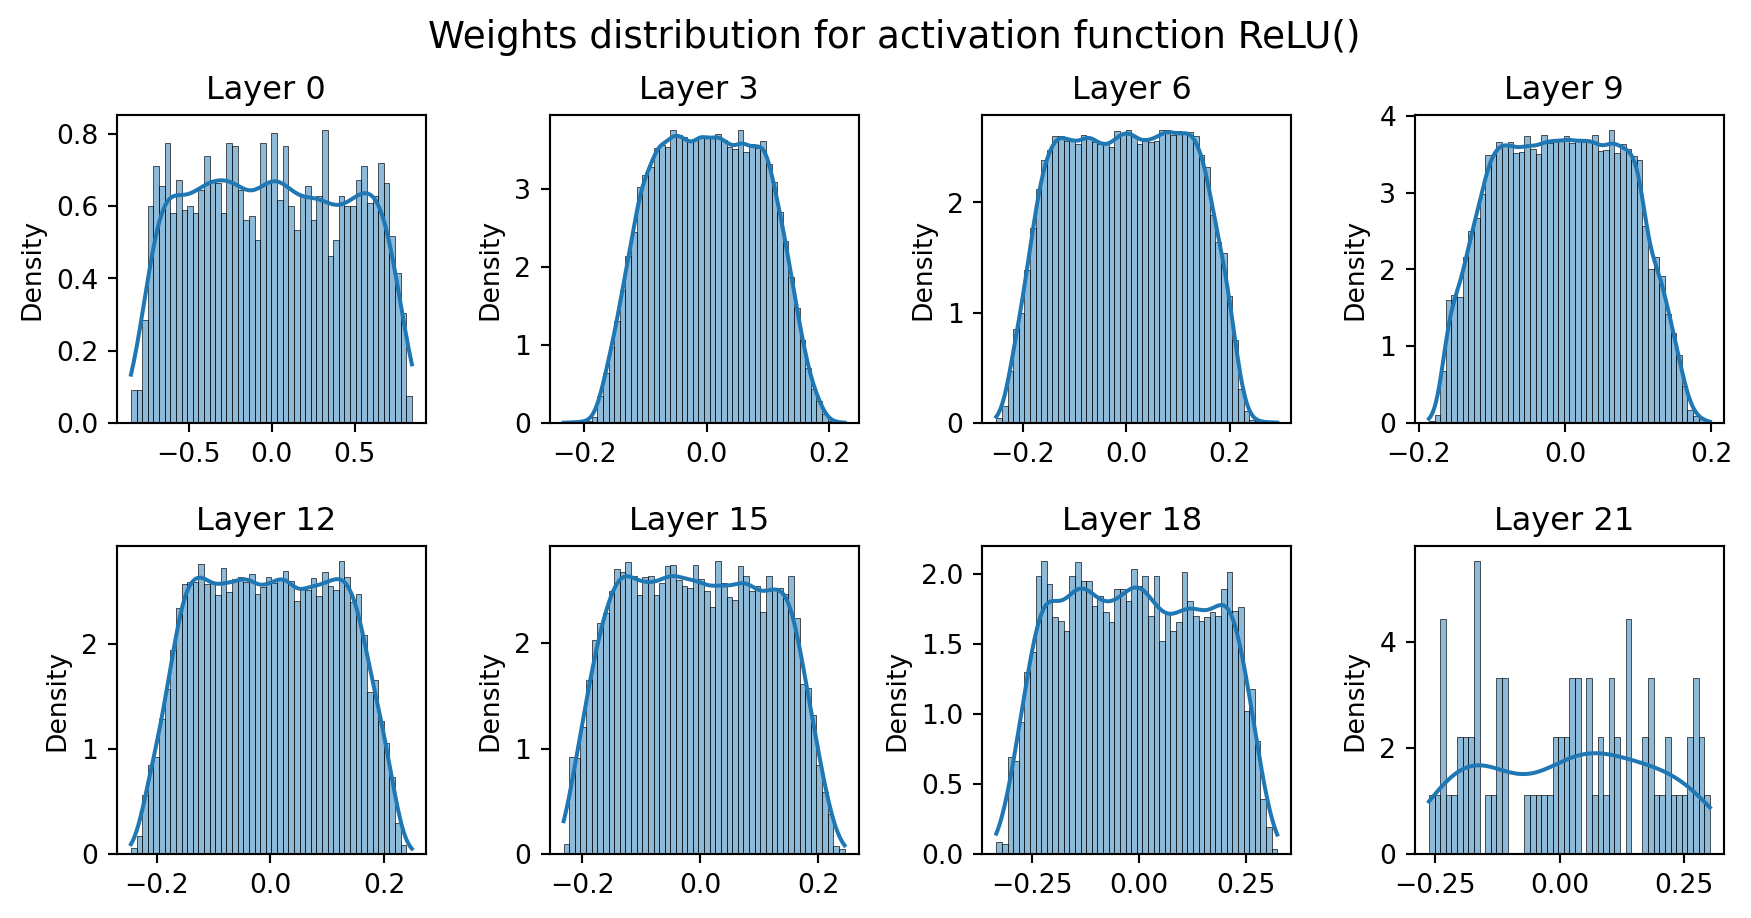 Weights distribution for activation function ReLU()
Layer 0
Layer 3
Layer 6
Layer 9
Density
0.8
0.6
0.4
0.2
0.0
−0.5 0.0 0.5
Density
3
2
1
0
−0.2 0.0 0.2
Density
2
1
0
−0.2 0.0 0.2
Density
4
3
2
1
0
−0.2 0.0 0.2
Layer 12
Layer 15
Layer 18
Layer 21
Density
2
1
0
−0.2 0.0 0.2
Density
2
1
0
−0.2 0.0 0.2
Density
2.0
1.5
1.0
0.5
0.0
−0.25 0.00 0.25
Density
4
2
0
−0.25 0.00 0.25